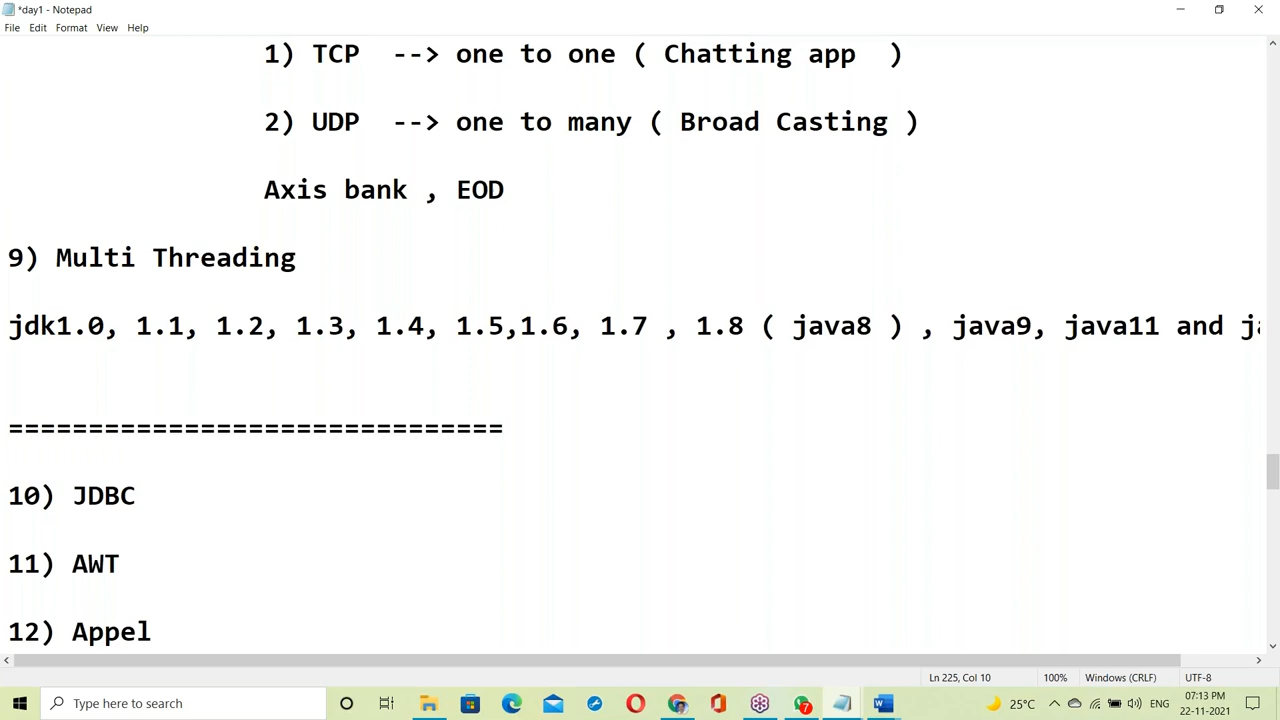 *day1 - Notepad
File Edit Format View Help
1) TCP --> one to one ( Chatting app )
2) UDP --> one to many ( Broad Casting )
Axis bank , EOD
9) Multi Threading
jdk1.0, 1.1, 1.2, 1.3, 1.4, 1.5,1.6, 1.7 , 1.8 ( java8 ) , java9, java11 and
===============================
10) JDBC
11) AWT
12) Appel
Ln 225, Col 10 100% Windows (CRLF) UTF-8
Type here to search 7 25°C ENG 07:13 PM
22-11-2021